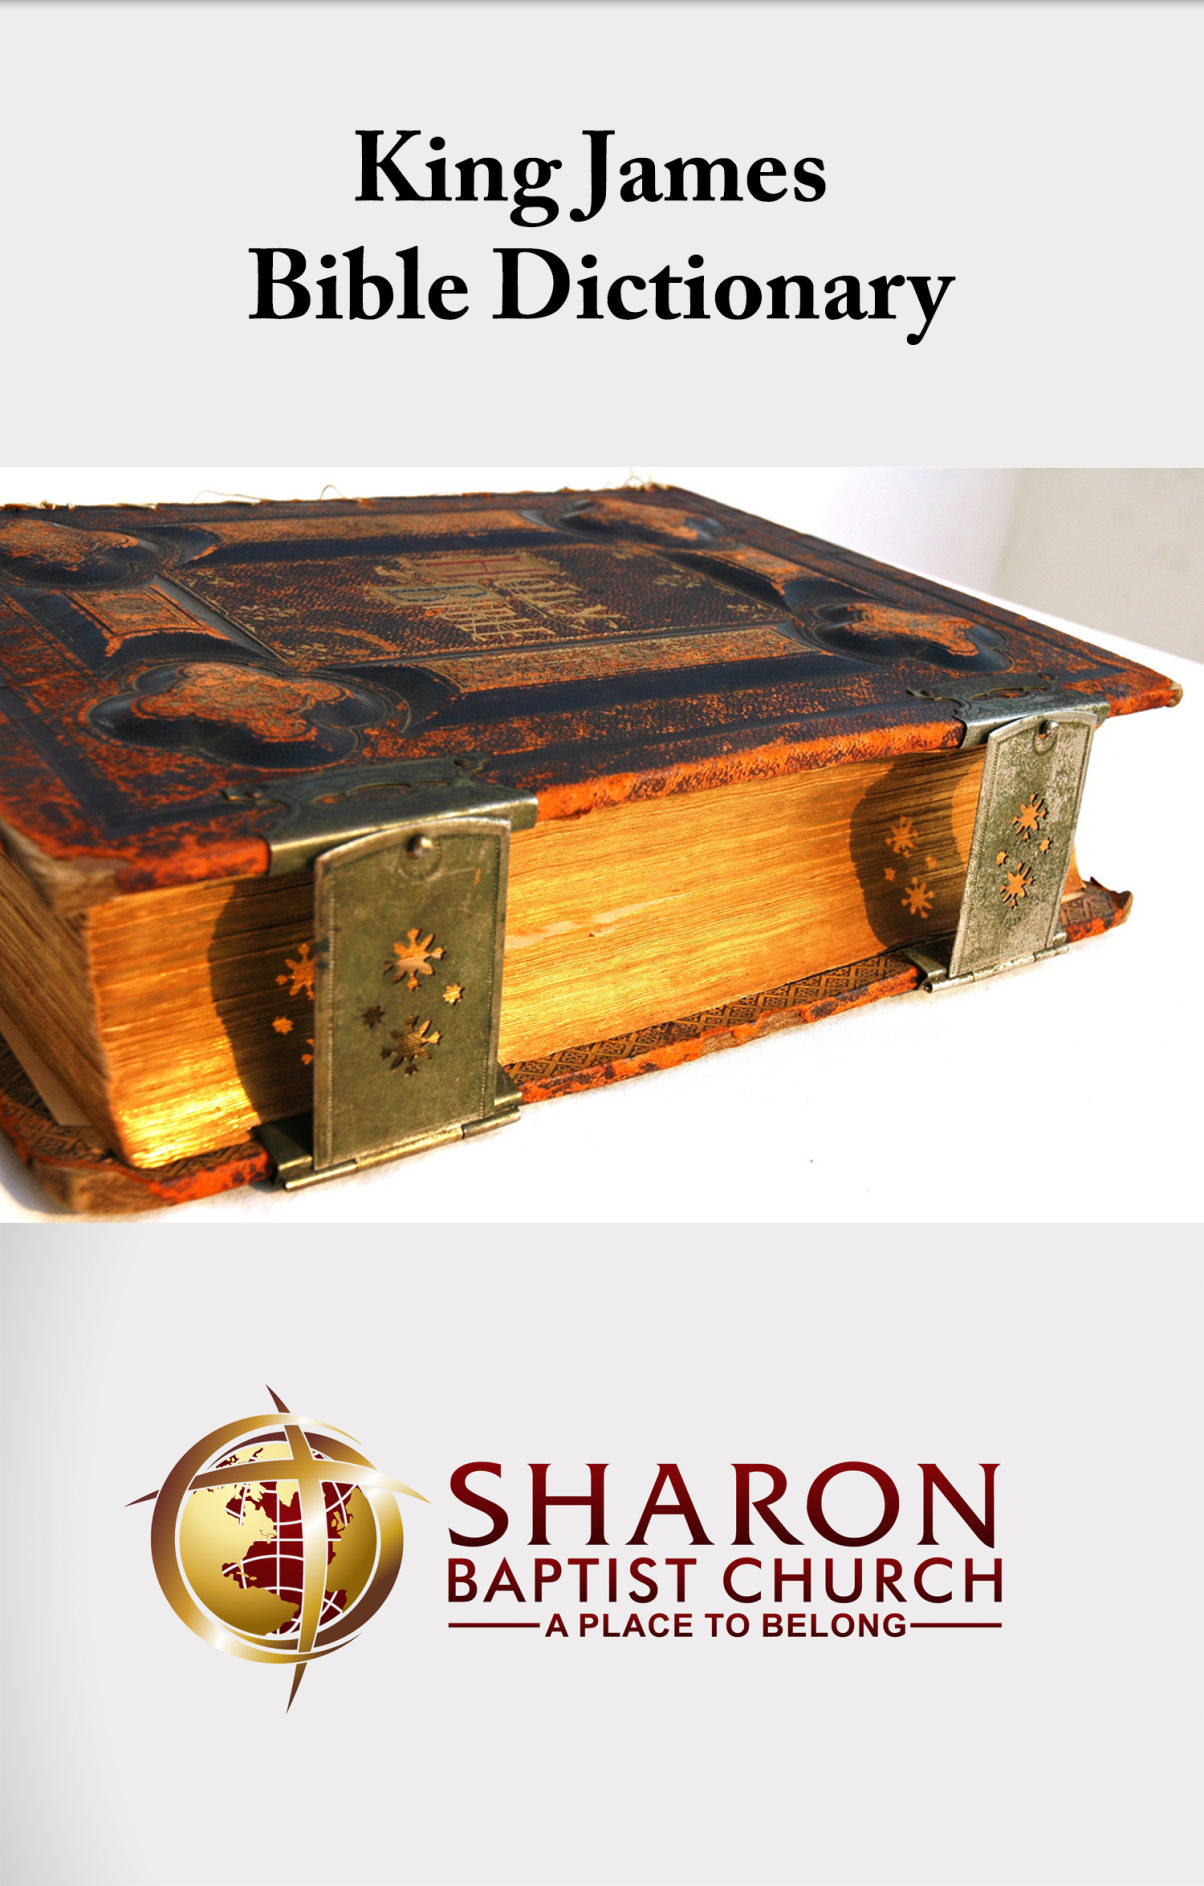 King James
Bible Dictionary
SHARON
BAPTIST CHURCH
A PLACE TO BELONG